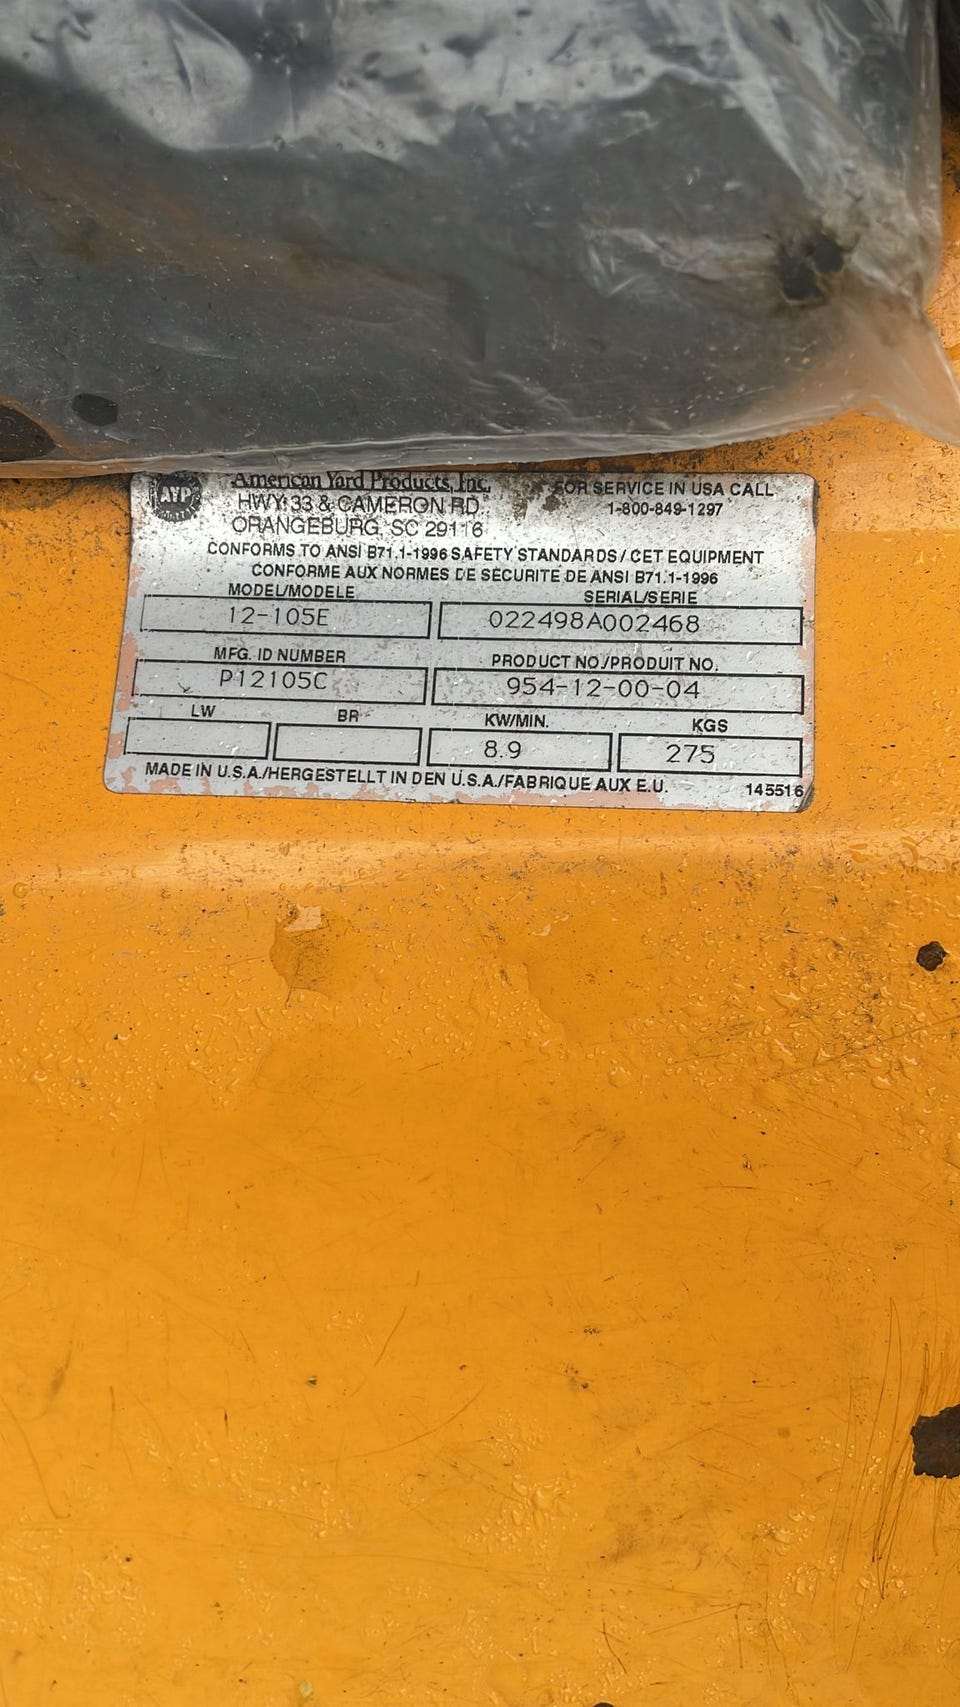 AYP
American Yard Products, Inc.
HWY. 33 & CAMERON RD.
ORANGEBURG, SC 29116
FOR SERVICE IN USA CALL
1-800-849-1297
CONFORMS TO ANSI B71.1-1996 SAFETY STANDARDS / CET EQUIPMENT
CONFORME AUX NORMES DE SECURITE DE ANSI B71.1-1996
MODEL/MODELE SERIAL/SERIE
12-105E 022498A002468
MFG. ID NUMBER PRODUCT NO./PRODUIT NO.
P12105C 954-12-00-04
LW BR KW/MIN. KGS
8.9 275
MADE IN U.S.A./HERGESTELLT IN DEN U.S.A./FABRIQUE AUX E.U. 145516